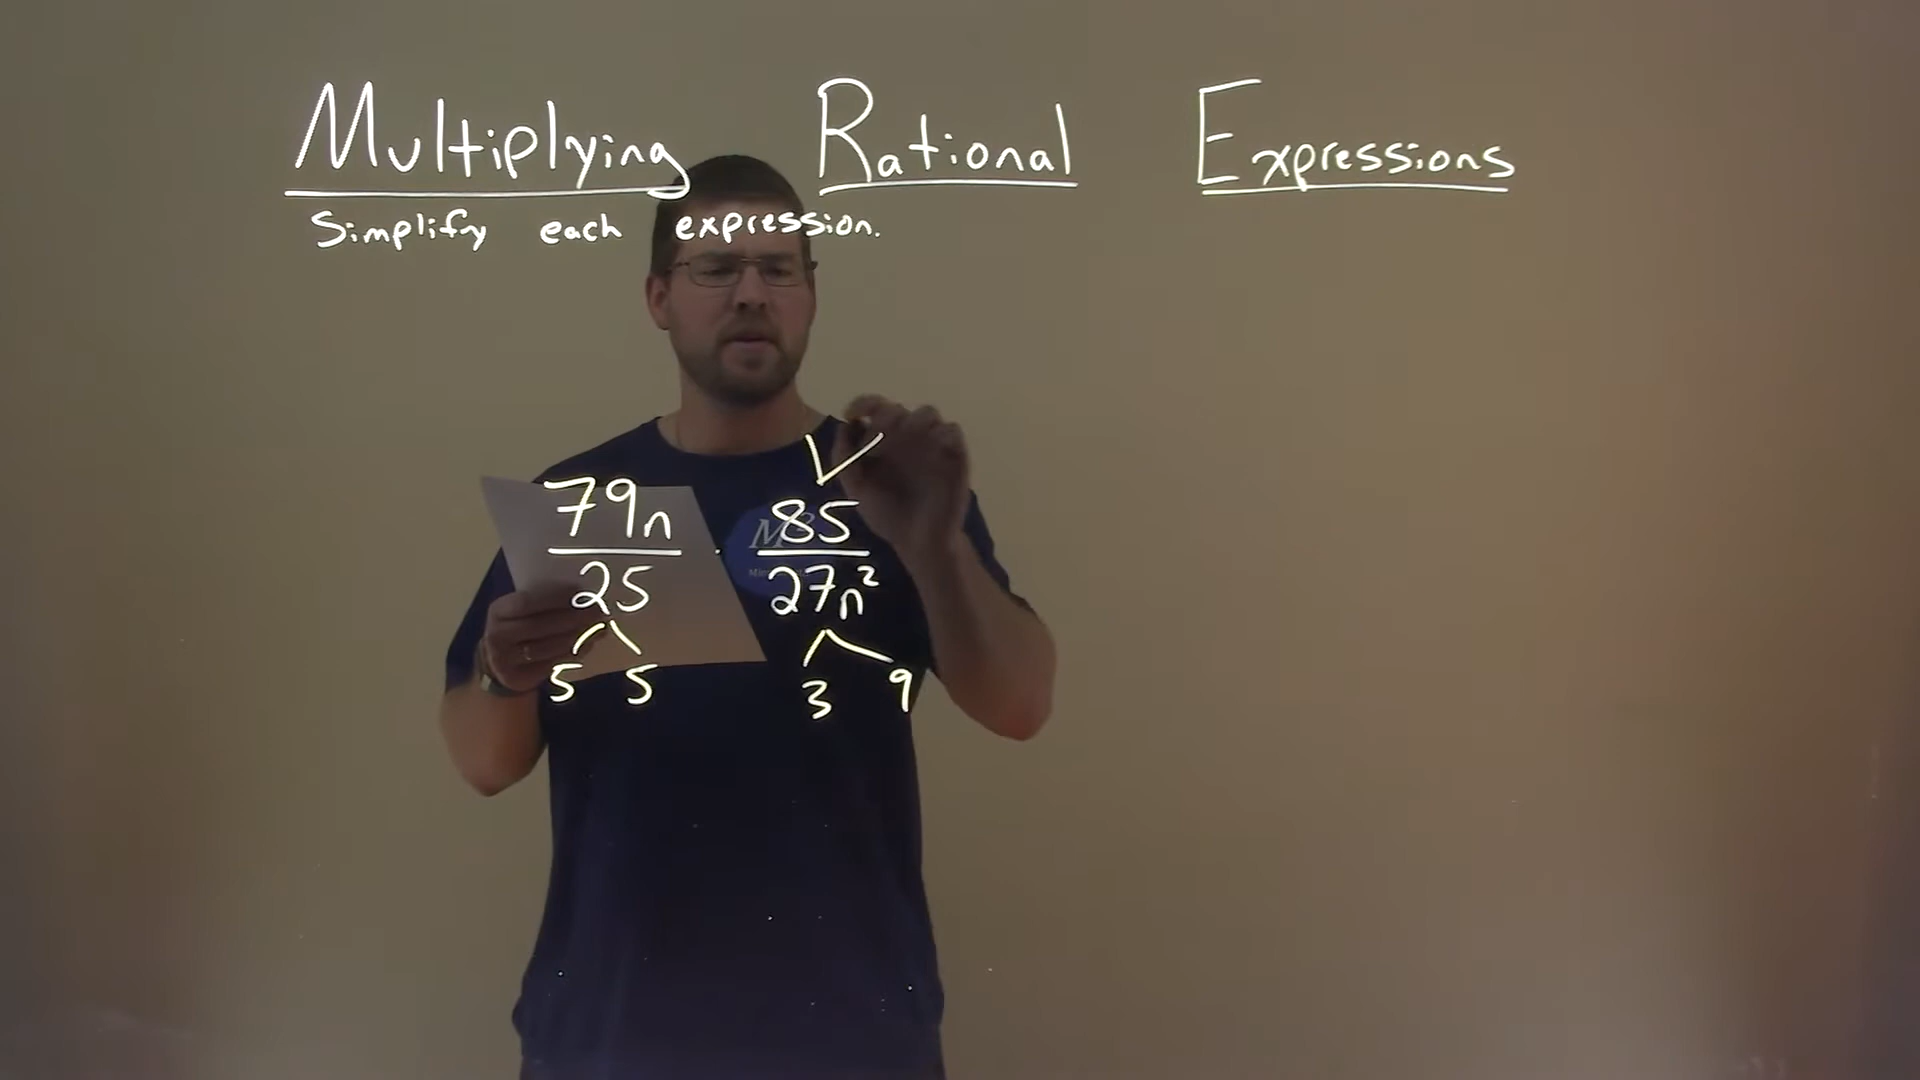 Multiplying Rational Expressions
Simplify each expression.
79n · 85
25 27n²
5 5 3 9